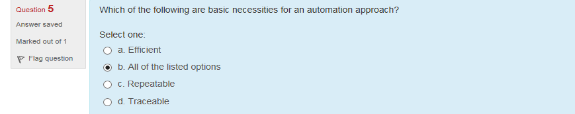 Question 5
Answer saved
Marked out of 1
Flag question
Which of the following are basic necessities for an automation approach?
Select one:
a. Efficient
b. All of the listed options
c. Repeatable
d. Traceable